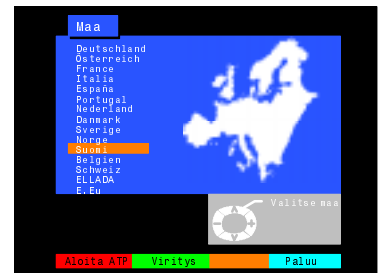 Maa
Deutschland
Österreich
France
Italia
España
Portugal
Nederland
Danmark
Sverige
Norge
Suomi
Belgien
Schweiz
ELLADA
E.Eu
Valitse maa
Aloita ATP
Viritys
Paluu